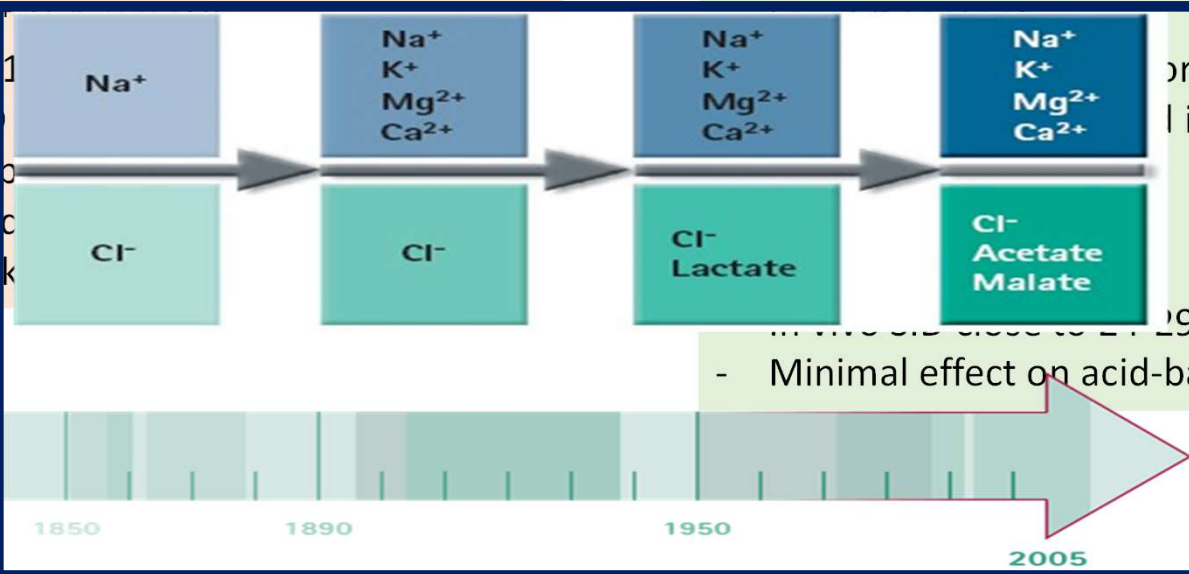 Na⁺
Na⁺
K⁺
Mg²⁺
Ca²⁺
Na⁺
K⁺
Mg²⁺
Ca²⁺
Na⁺
K⁺
Mg²⁺
Ca²⁺
Cl⁻
Cl⁻
Cl⁻
Lactate
Cl⁻
Acetate
Malate
- Minimal effect on acid-ba
1850
1890
1950
2005